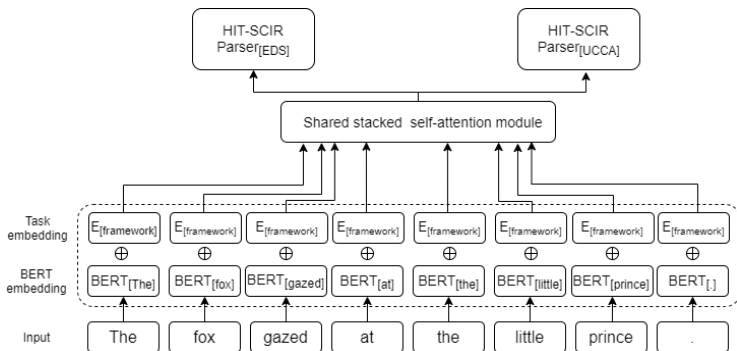 HIT-SCIR
Parser[EDS]
HIT-SCIR
Parser[UCCA]
Shared stacked self-attention module
Task
embedding
E[framework] E[framework] E[framework] E[framework] E[framework] E[framework] E[framework] E[framework]
BERT
embedding
BERT[The] BERT[fox] BERT[gazed] BERT[at] BERT[the] BERT[little] BERT[prince] BERT[.]
Input
The fox gazed at the little prince .